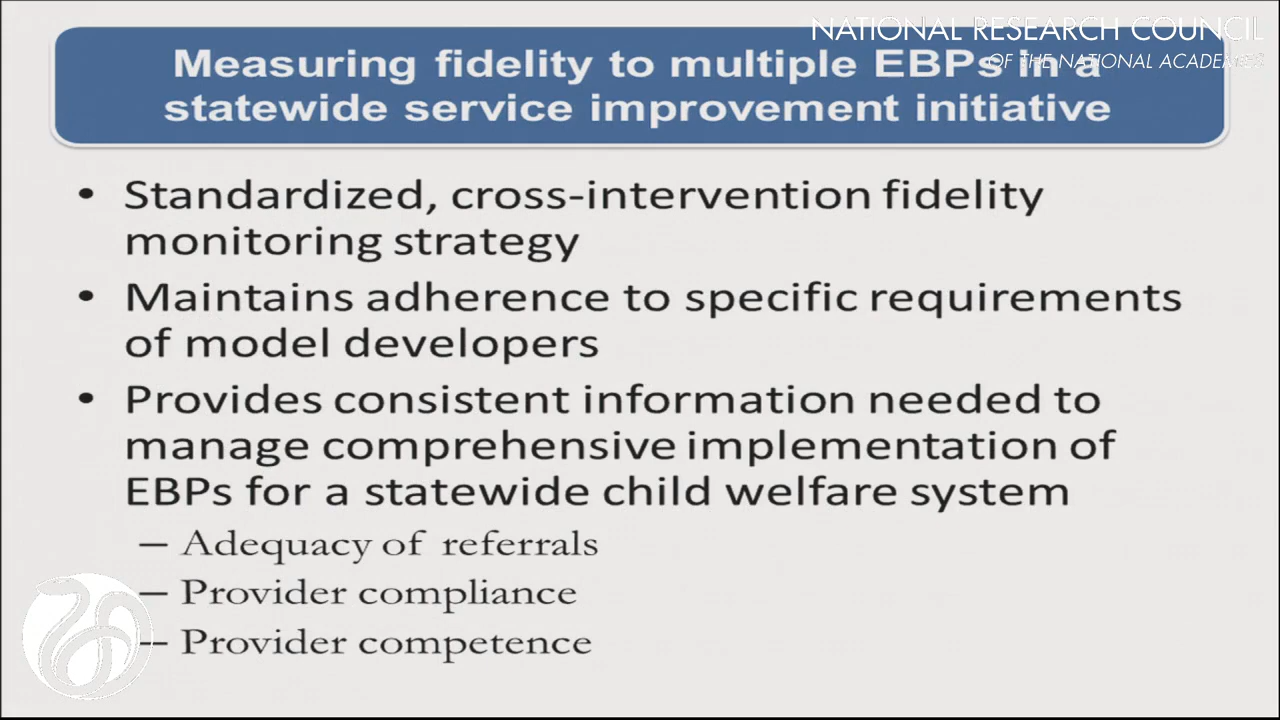 NATIONAL RESEARCH COUNCIL
OF THE NATIONAL ACADEMIES
Measuring fidelity to multiple EBPs in a
statewide service improvement initiative
• Standardized, cross-intervention fidelity
monitoring strategy
• Maintains adherence to specific requirements
of model developers
• Provides consistent information needed to
manage comprehensive implementation of
EBPs for a statewide child welfare system
– Adequacy of referrals
– Provider compliance
– Provider competence